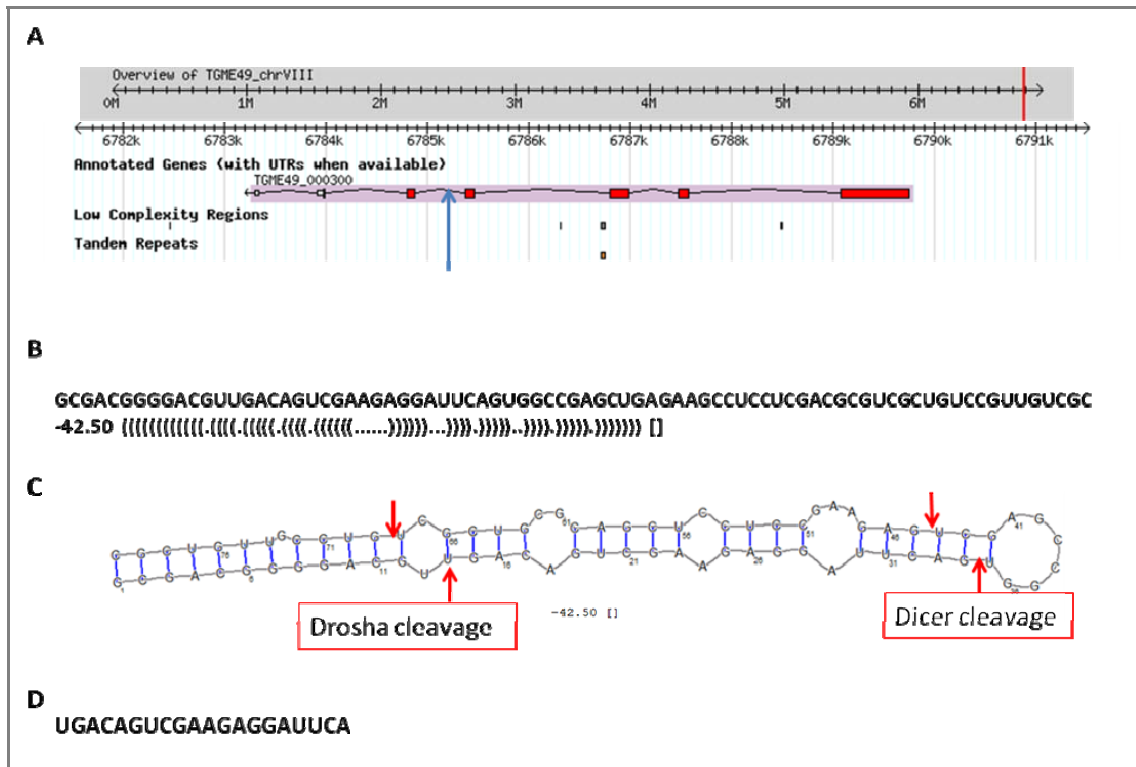 A
Overview of TGME49_chrVIII
0M 1M 2M 3M 4M 5M 6M
6782k 6783k 6784k 6785k 6786k 6787k 6788k 6789k 6790k 6791k
Annotated Genes (with UTRs when available)
TGME49_000300
Low Complexity Regions
Tandem Repeats
B
GCGACGGGGACGUUGACAGUCGAAGAGGAUUCAGUGGCCGAGCUGAGAAGCCUCCUCGACGCGUCGCUGUCCGUUGUCGC
-42.50 ((((((((((((.((((.(((((.((((.((((((......))))))...)))).)))))..)))).))))).))))))) []
C
Drosha cleavage
-42.50 []
Dicer cleavage
D
UGACAGUCGAAGAGGAUUCA